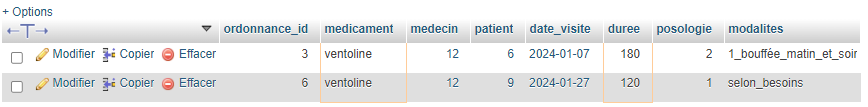 + Options
←T→ ordonnance_id medicament medecin patient date_visite duree posologie modalites
Modifier Copier Effacer 3 ventoline 12 6 2024-01-07 180 2 1_bouffée_matin_et_soir
Modifier Copier Effacer 6 ventoline 12 9 2024-01-27 120 1 selon_besoins